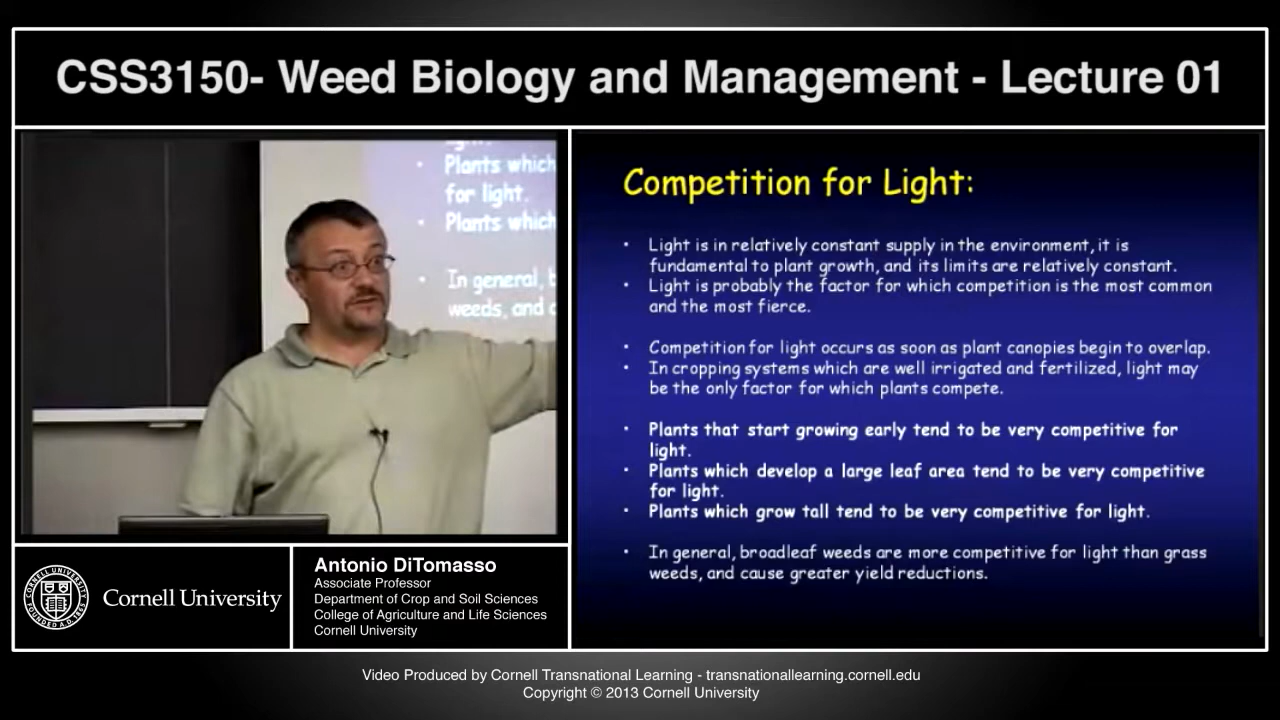 CSS3150- Weed Biology and Management - Lecture 01
Plants which
for light.
Plants which
In general,
weeds, and
Competition for Light:
• Light is in relatively constant supply in the environment, it is
fundamental to plant growth, and its limits are relatively constant.
• Light is probably the factor for which competition is the most common
and the most fierce.
• Competition for light occurs as soon as plant canopies begin to overlap.
• In cropping systems which are well irrigated and fertilized, light may
be the only factor for which plants compete.
• Plants that start growing early tend to be very competitive for
light.
• Plants which develop a large leaf area tend to be very competitive
for light.
• Plants which grow tall tend to be very competitive for light.
• In general, broadleaf weeds are more competitive for light than grass
weeds, and cause greater yield reductions.
Cornell University
Antonio DiTomasso
Associate Professor
Department of Crop and Soil Sciences
College of Agriculture and Life Sciences
Cornell University
Video Produced by Cornell Transnational Learning - transnationallearning.cornell.edu
Copyright © 2013 Cornell University